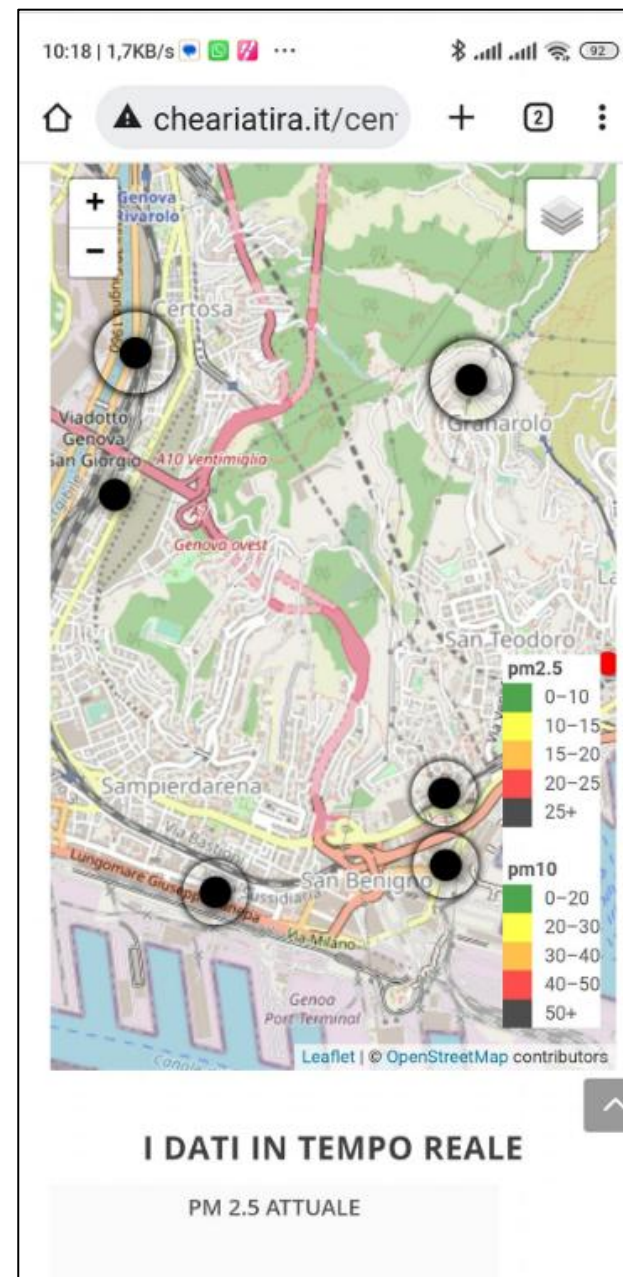 10:18 | 1,7KB/s ...
92
cheariatira.it/cen
+ 2
+
−
Genova
Rivarolo
Certosa
Granarolo
Viadotto
Genova
San Giorgio
A10 Ventimiglia
Genova ovest
San Teodoro
pm2.5
0–10
10–15
15–20
20–25
25+
Sampierdarena
Via Bastioni
Lungomare Giuseppe
San Benigno
Via Milano
pm10
0–20
20–30
30–40
40–50
50+
Genoa
Port Terminal
Leaflet | © OpenStreetMap contributors
I DATI IN TEMPO REALE
PM 2.5 ATTUALE